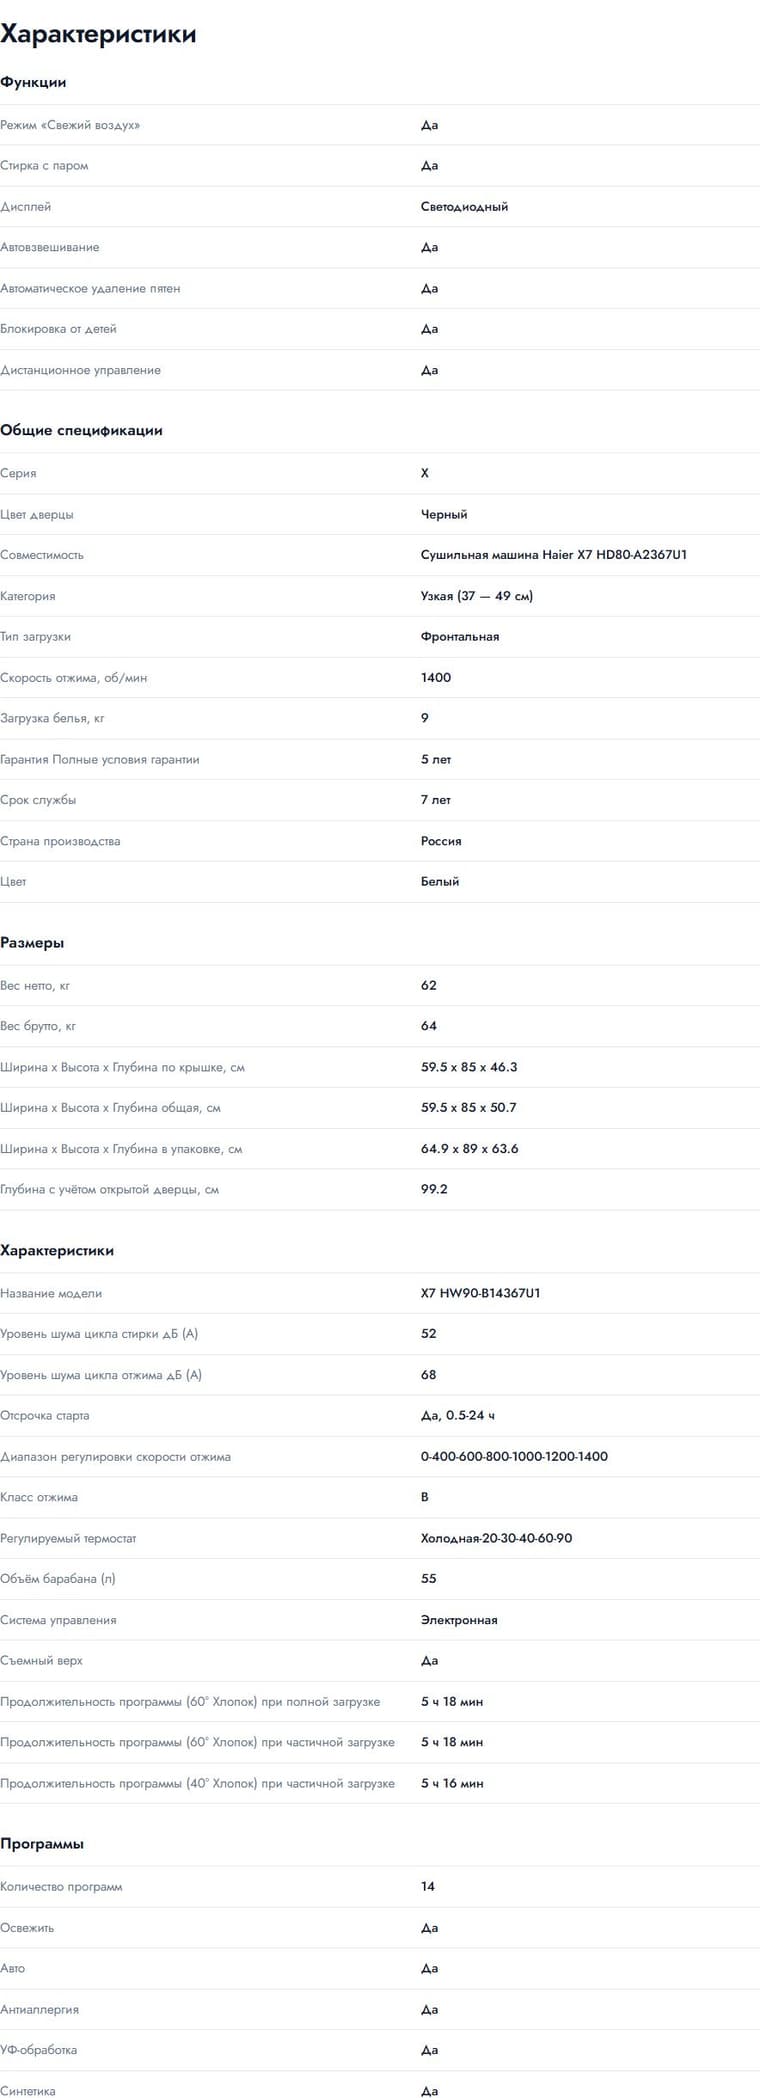 Характеристики
Функции
Режим «Свежий воздух» Да
Стирка с паром Да
Дисплей Светодиодный
Автовзвешивание Да
Автоматическое удаление пятен Да
Блокировка от детей Да
Дистанционное управление Да
Общие спецификации
Серия X
Цвет дверцы Черный
Совместимость Сушильная машина Haier X7 HD80-A2367U1
Категория Узкая (37 — 49 см)
Тип загрузки Фронтальная
Скорость отжима, об/мин 1400
Загрузка белья, кг 9
Гарантия Полные условия гарантии 5 лет
Срок службы 7 лет
Страна производства Россия
Цвет Белый
Размеры
Вес нетто, кг 62
Вес брутто, кг 64
Ширина x Высота x Глубина по крышке, см 59.5 x 85 x 46.3
Ширина x Высота x Глубина общая, см 59.5 x 85 x 50.7
Ширина x Высота x Глубина в упаковке, см 64.9 x 89 x 63.6
Глубина с учётом открытой дверцы, см 99.2
Характеристики
Название модели X7 HW90-B14367U1
Уровень шума цикла стирки дБ (А) 52
Уровень шума цикла отжима дБ (А) 68
Отсрочка старта Да, 0.5-24 ч
Диапазон регулировки скорости отжима 0-400-600-800-1000-1200-1400
Класс отжима B
Регулируемый термостат Холодная-20-30-40-60-90
Объём барабана (л) 55
Система управления Электронная
Съемный верх Да
Продолжительность программы (60° Хлопок) при полной загрузке 5 ч 18 мин
Продолжительность программы (60° Хлопок) при частичной загрузке 5 ч 18 мин
Продолжительность программы (40° Хлопок) при частичной загрузке 5 ч 16 мин
Программы
Количество программ 14
Освежить Да
Авто Да
Антиаллергия Да
УФ-обработка Да
Синтетика Да